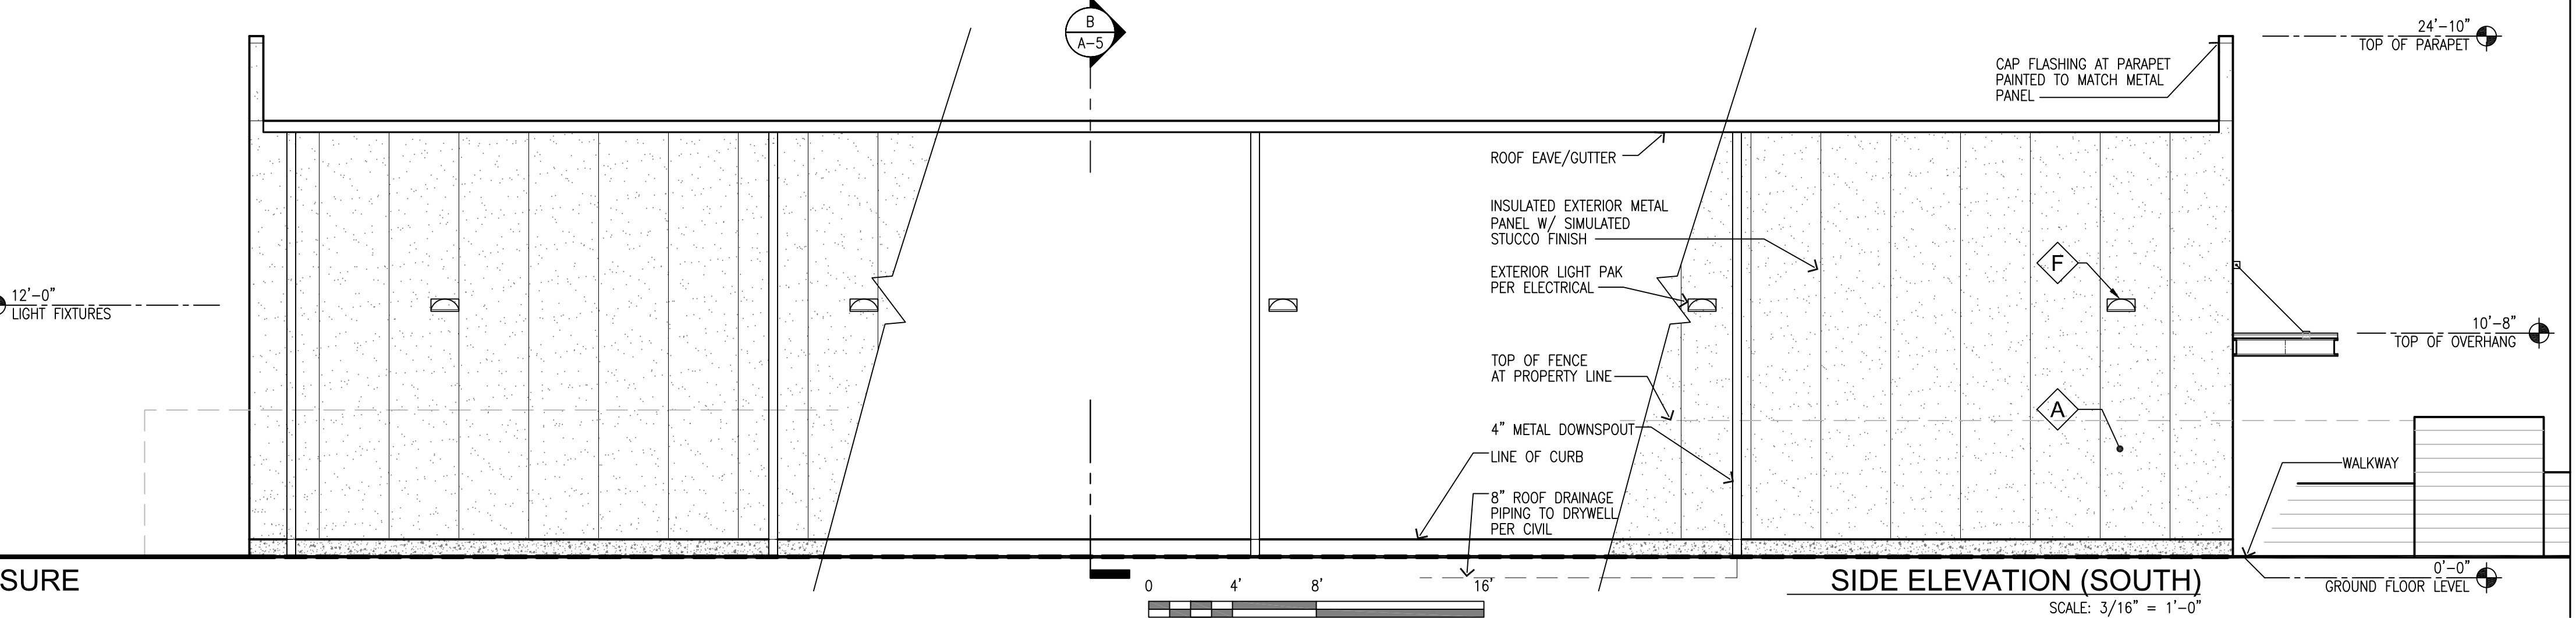 B
A-5
24'-10"
TOP OF PARAPET
CAP FLASHING AT PARAPET
PAINTED TO MATCH METAL
PANEL
ROOF EAVE/GUTTER
INSULATED EXTERIOR METAL
PANEL W/ SIMULATED
STUCCO FINISH
EXTERIOR LIGHT PAK
PER ELECTRICAL
F
12'-0"
LIGHT FIXTURES
10'-8"
TOP OF OVERHANG
TOP OF FENCE
AT PROPERTY LINE
A
4" METAL DOWNSPOUT
LINE OF CURB
WALKWAY
8" ROOF DRAINAGE
PIPING TO DRYWELL
PER CIVIL
SURE
0 4' 8' 16'
SIDE ELEVATION (SOUTH)
SCALE: 3/16" = 1'-0"
0'-0"
GROUND FLOOR LEVEL